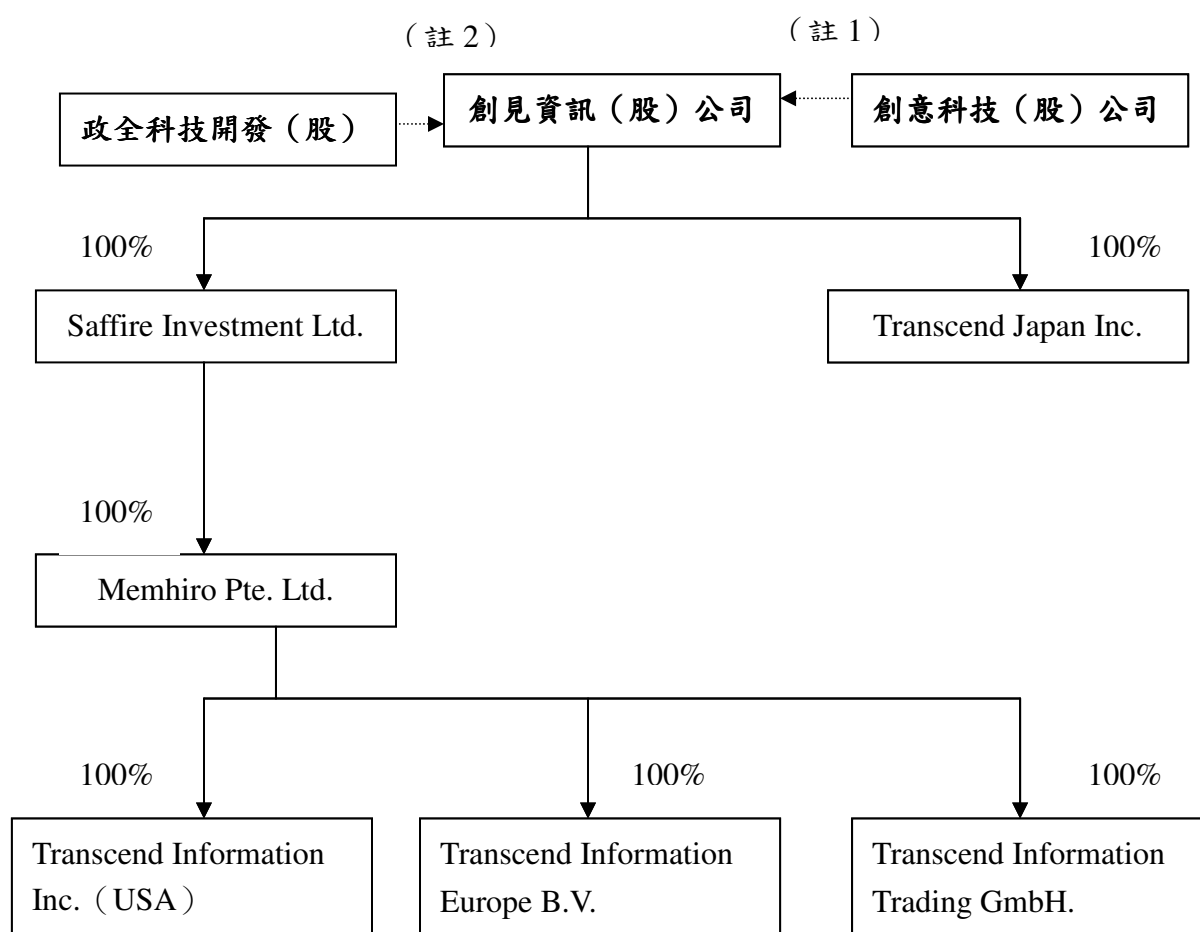 （註 2）
（註 1）
政全科技開發（股）
創見資訊（股）公司
創意科技（股）公司
100%
100%
Saffire Investment Ltd.
Transcend Japan Inc.
100%
Memhiro Pte. Ltd.
100%
100%
100%
Transcend Information
Inc.（USA）
Transcend Information
Europe B.V.
Transcend Information
Trading GmbH.